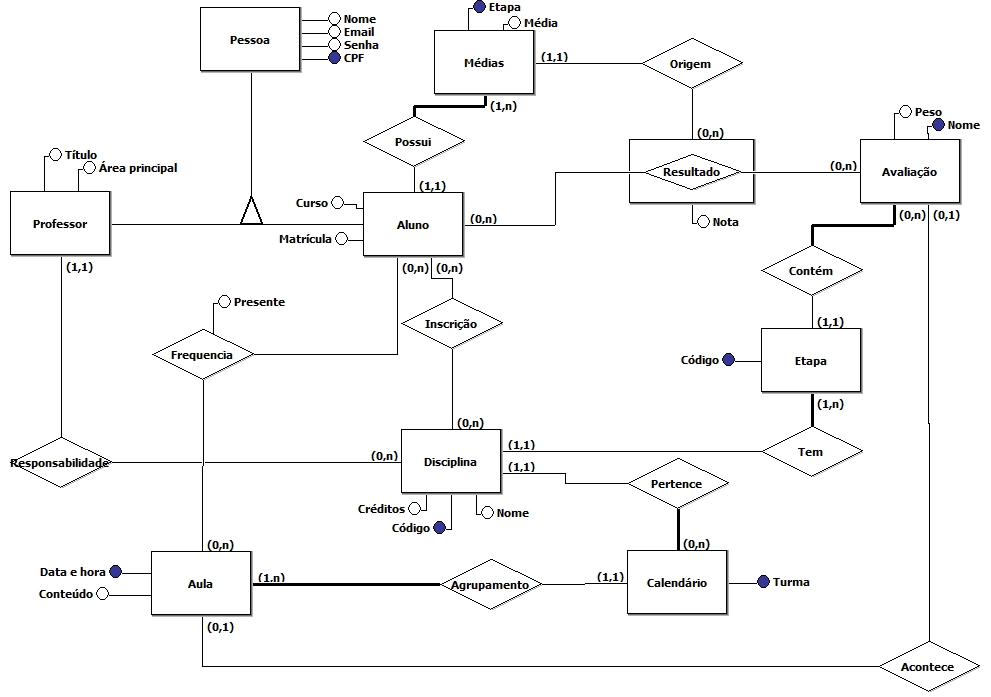 Etapa
Média
Pessoa
Nome
Email
Senha
CPF
Médias
(1,1)
Origem
(1,n)
Peso
Nome
Possui
(0,n)
Título
Área principal
(1,1)
Resultado
(0,n)
Avaliação
Curso
Professor
Aluno
(0,n)
Nota
(0,n)
(0,1)
Matrícula
(1,1)
(0,n)
(0,n)
Contém
Presente
Inscrição
(1,1)
Frequencia
Código
Etapa
(1,n)
(0,n)
(1,1)
Tem
Responsabilidade
(0,n)
Disciplina
(1,1)
Pertence
Créditos
Nome
Código
(0,n)
(0,n)
Data e hora
Aula
(1,n)
Agrupamento
(1,1)
Calendário
Turma
Conteúdo
(0,1)
Acontece